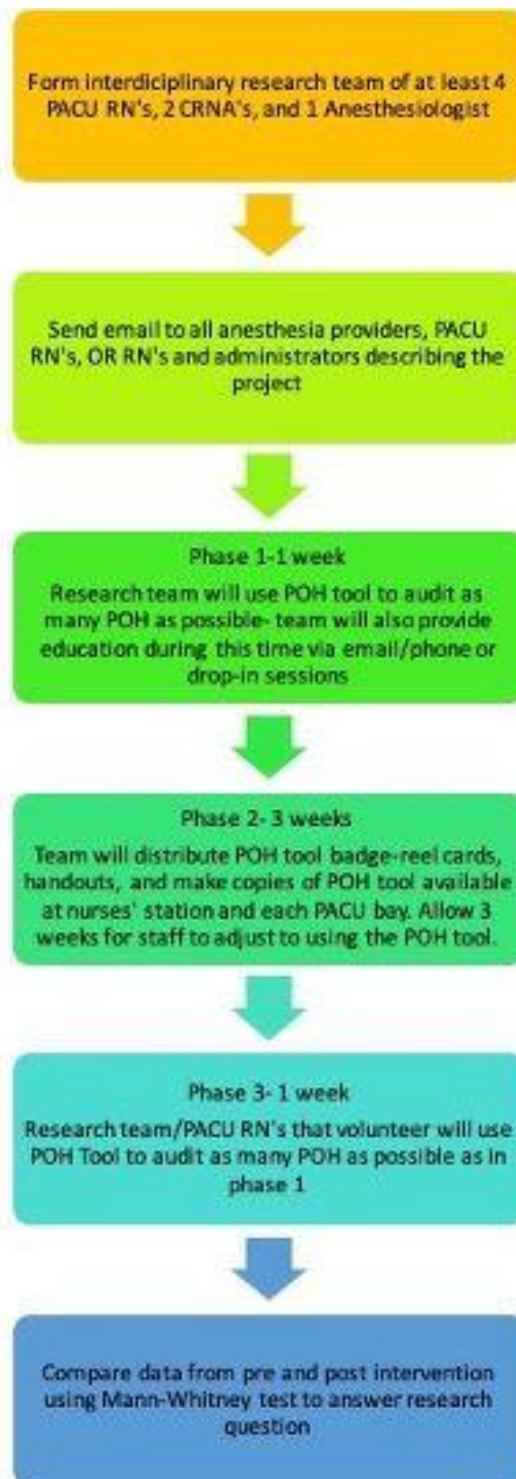 Form interdiciplinary research team of at least 4
PACU RN's, 2 CRNA's, and 1 Anesthesiologist
Send email to all anesthesia providers, PACU
RN's, OR RN's and administrators describing the
project
Phase 1-1 week
Research team will use POH tool to audit as
many POH as possible- team will also provide
education during this time via email/phone or
drop-in sessions
Phase 2- 3 weeks
Team will distribute POH tool badge-reel cards,
handouts, and make copies of POH tool available
at nurses' station and each PACU bay. Allow 3
weeks for staff to adjust to using the POH tool.
Phase 3- 1 week
Research team/PACU RN's that volunteer will use
POH Tool to audit as many POH as possible as in
phase 1
Compare data from pre and post intervention
using Mann-Whitney test to answer research
question